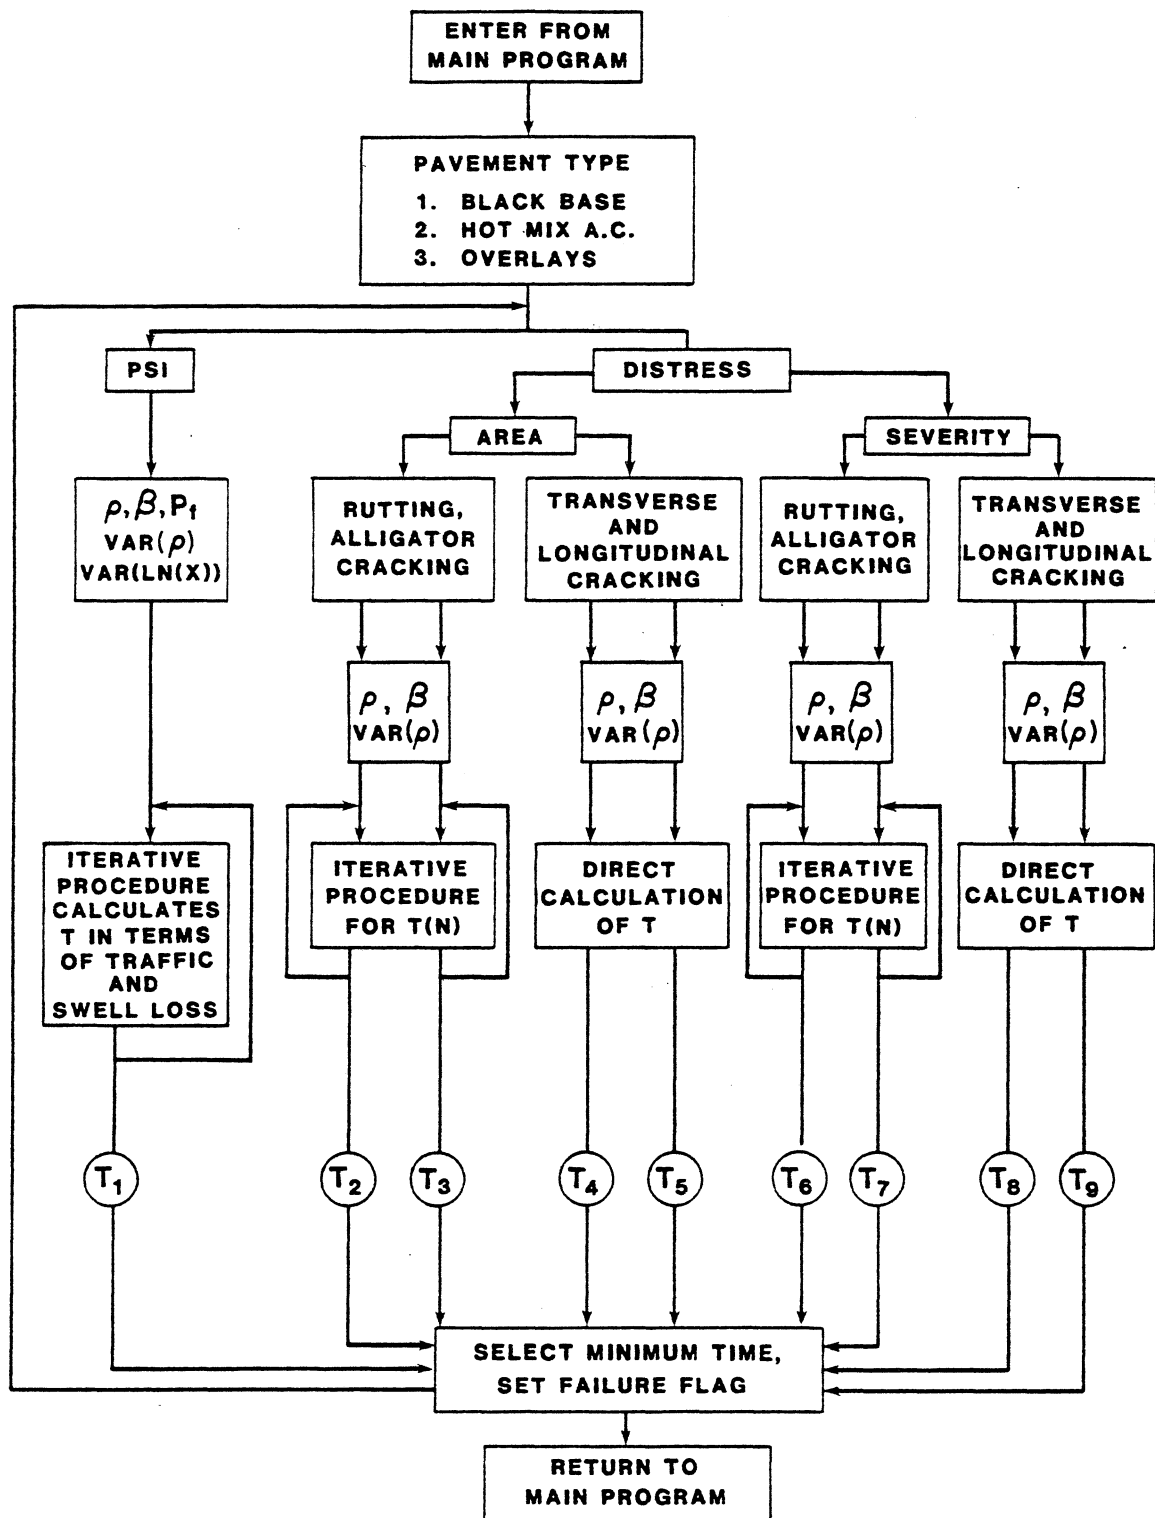 ENTER FROM
MAIN PROGRAM
PAVEMENT TYPE
1. BLACK BASE
2. HOT MIX A.C.
3. OVERLAYS
PSI
DISTRESS
AREA
SEVERITY
ρ, β, Pf
VAR(ρ)
VAR(LN(X))
RUTTING,
ALLIGATOR
CRACKING
TRANSVERSE
AND
LONGITUDINAL
CRACKING
RUTTING,
ALLIGATOR
CRACKING
TRANSVERSE
AND
LONGITUDINAL
CRACKING
ρ, β
VAR(ρ)
ρ, β
VAR(ρ)
ρ, β
VAR(ρ)
ρ, β
VAR(ρ)
ITERATIVE
PROCEDURE
CALCULATES
T IN TERMS
OF TRAFFIC
AND
SWELL LOSS
ITERATIVE
PROCEDURE
FOR T(N)
DIRECT
CALCULATION
OF T
ITERATIVE
PROCEDURE
FOR T(N)
DIRECT
CALCULATION
OF T
T1
T2
T3
T4
T5
T6
T7
T8
T9
SELECT MINIMUM TIME,
SET FAILURE FLAG
RETURN TO
MAIN PROGRAM